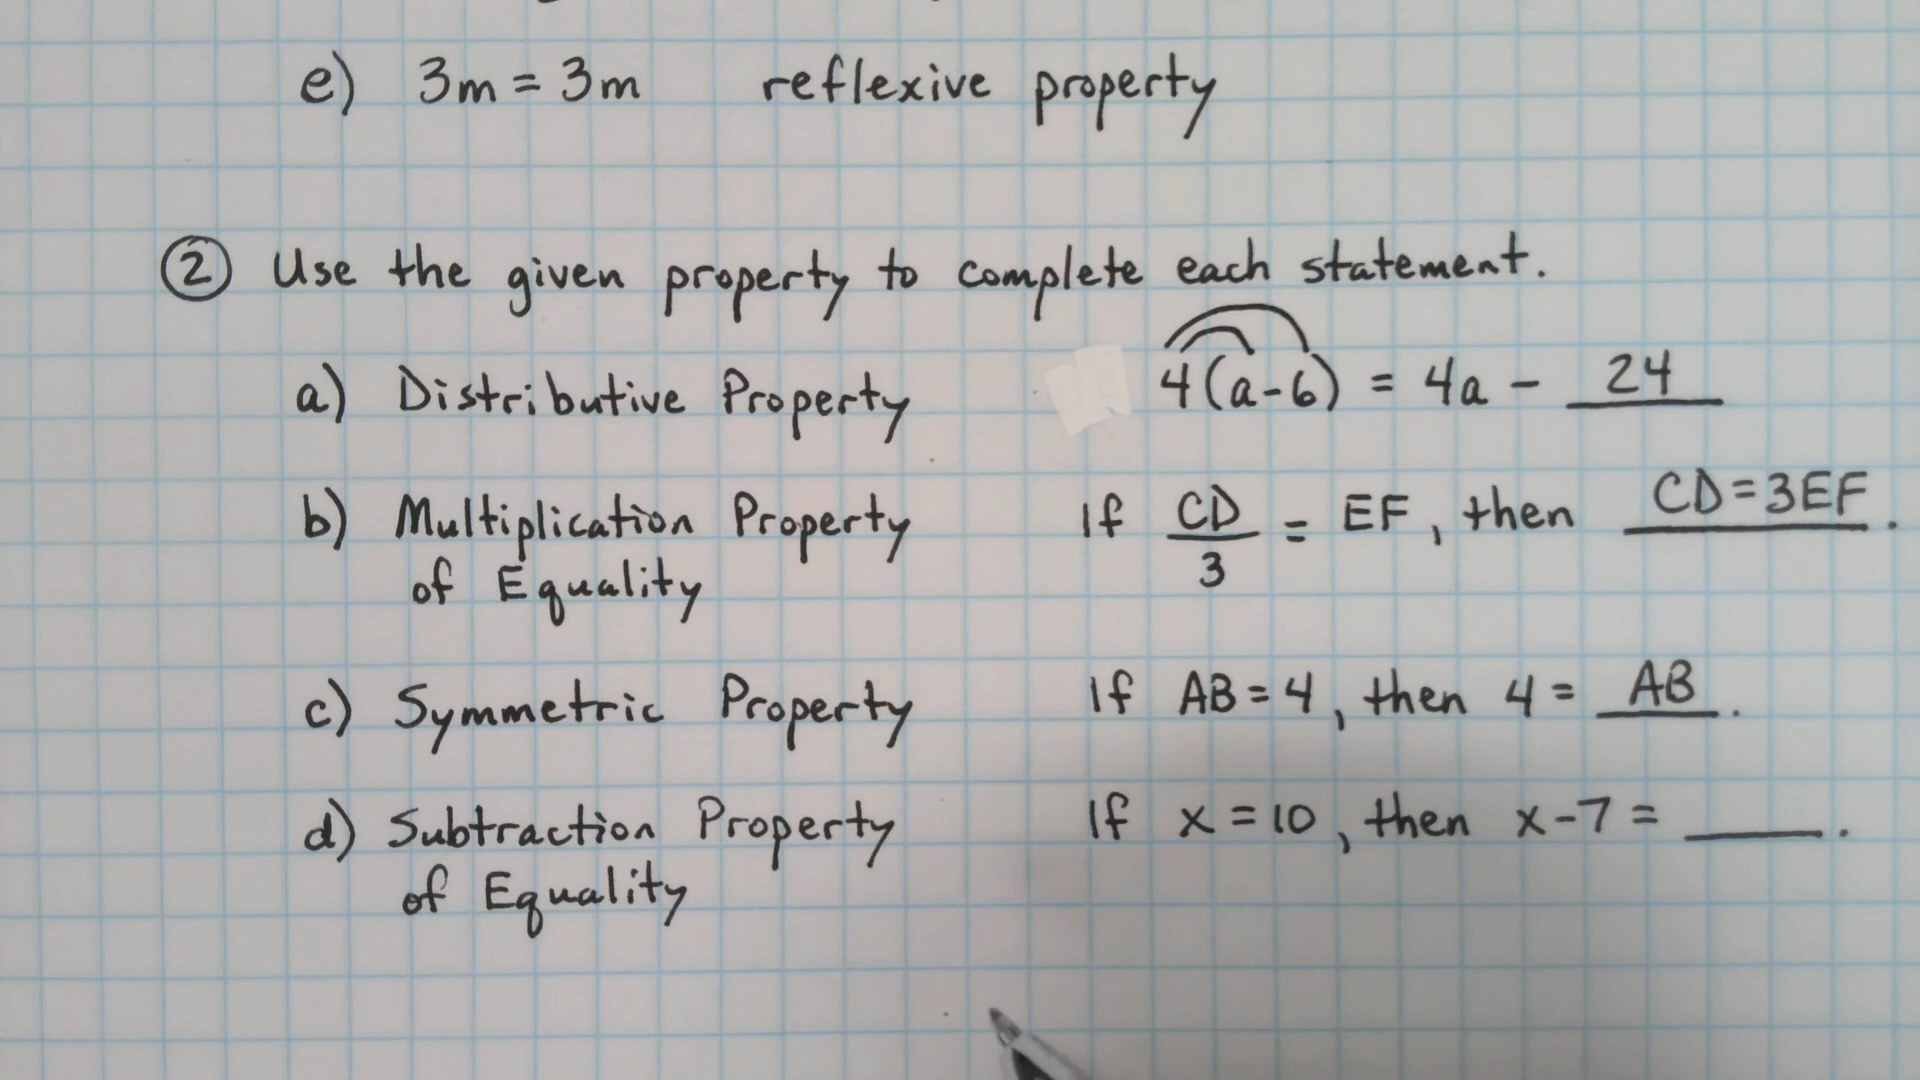 e) 3m = 3m reflexive property
② Use the given property to complete each statement.
a) Distributive Property 4(a-6) = 4a - 24
b) Multiplication Property of Equality If CD/3 = EF, then CD=3EF.
c) Symmetric Property If AB = 4, then 4 = AB.
d) Subtraction Property of Equality If x = 10, then x-7 = ____.